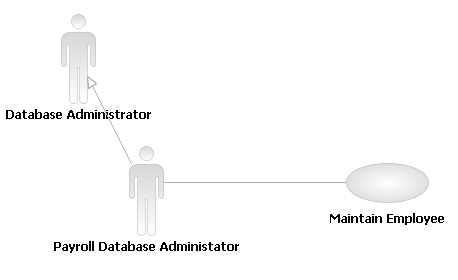 Database Administrator
Payroll Database Administator
Maintain Employee